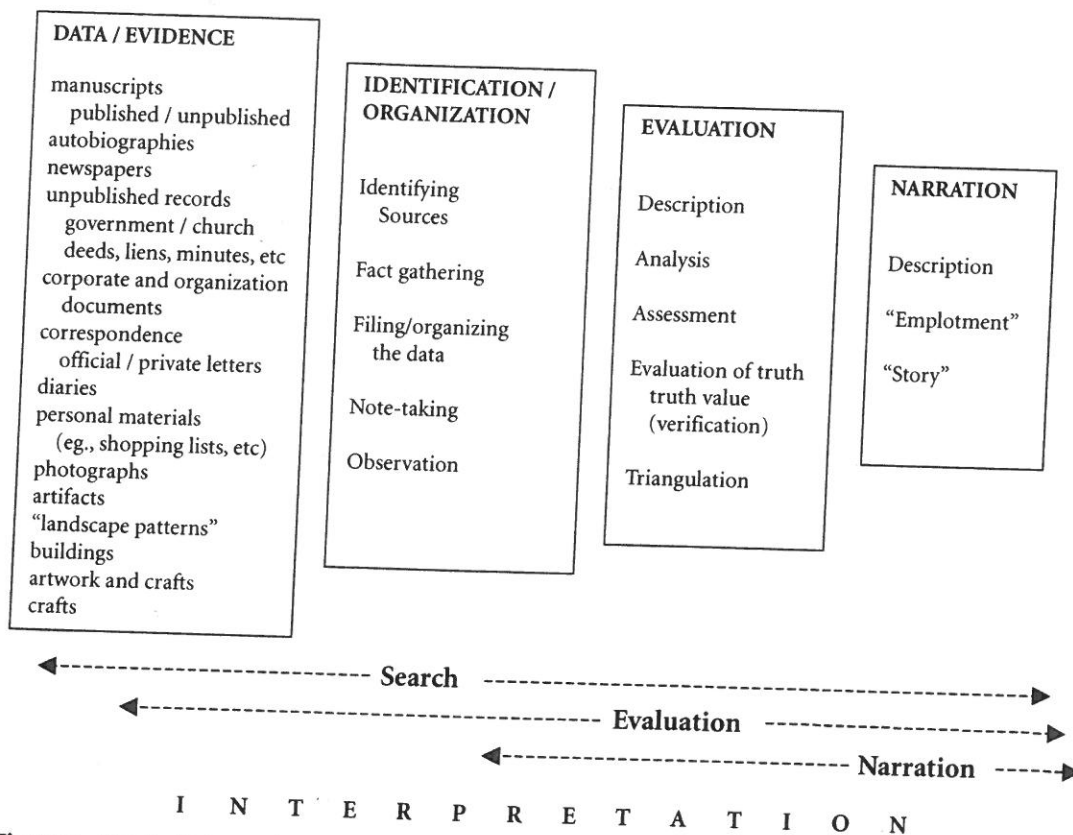 DATA / EVIDENCE
manuscripts
published / unpublished
autobiographies
newspapers
unpublished records
government / church
deeds, liens, minutes, etc
corporate and organization
documents
correspondence
official / private letters
diaries
personal materials
(eg., shopping lists, etc)
photographs
artifacts
“landscape patterns”
buildings
artwork and crafts
crafts
IDENTIFICATION /
ORGANIZATION
Identifying
Sources
Fact gathering
Filing/organizing
the data
Note-taking
Observation
EVALUATION
Description
Analysis
Assessment
Evaluation of truth
truth value
(verification)
Triangulation
NARRATION
Description
“Emplotment”
“Story”
Search
Evaluation
Narration
I N T E R P R E T A T I O N